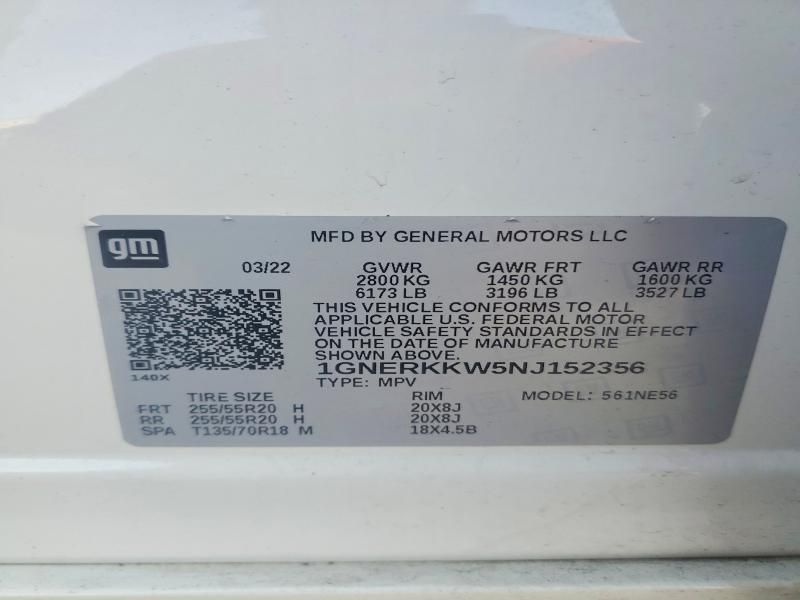 gm
MFD BY GENERAL MOTORS LLC
03/22 GVWR GAWR FRT GAWR RR
2800 KG 1450 KG 1600 KG
6173 LB 3196 LB 3527 LB
THIS VEHICLE CONFORMS TO ALL
APPLICABLE U.S. FEDERAL MOTOR
VEHICLE SAFETY STANDARDS IN EFFECT
ON THE DATE OF MANUFACTURE
SHOWN ABOVE.
1GNERKKW5NJ152356
140X
TYPE: MPV
TIRE SIZE RIM MODEL: 561NE56
FRT 255/55R20 H 20X8J
RR 255/55R20 H 20X8J
SPA T135/70R18 M 18X4.5B